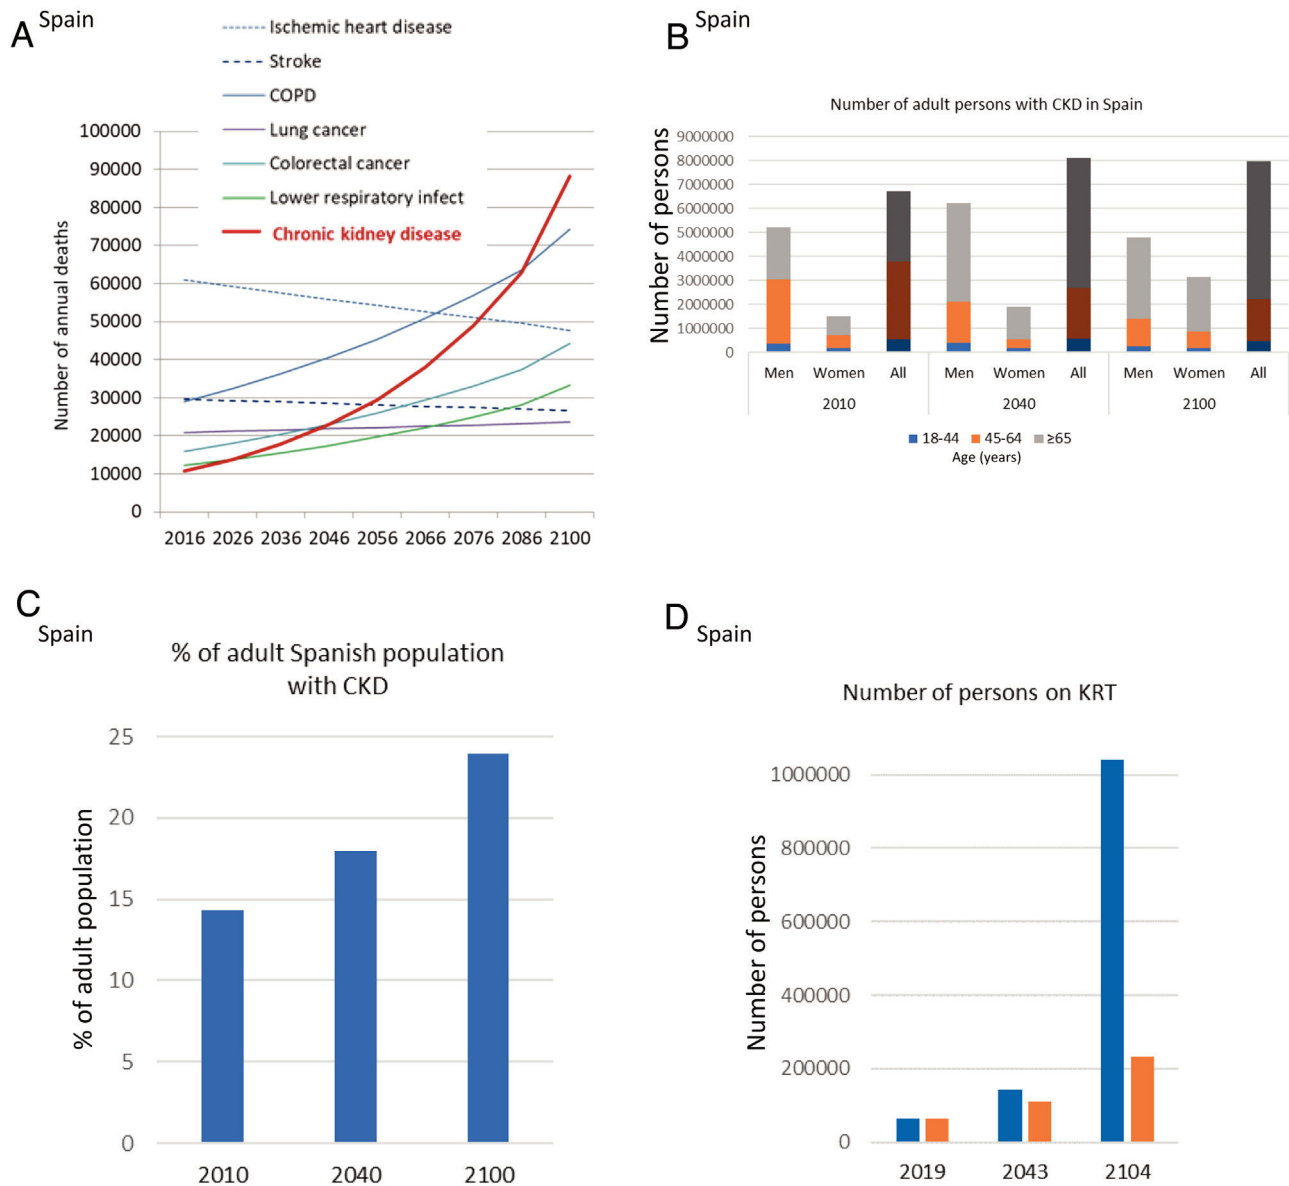 A Spain
Ischemic heart disease
Stroke
COPD
Lung cancer
Colorectal cancer
Lower respiratory infect
Chronic kidney disease
Number of annual deaths
100000
90000
80000
70000
60000
50000
40000
30000
20000
10000
0
2016 2026 2036 2046 2056 2066 2076 2086 2100
B Spain
Number of adult persons with CKD in Spain
Number of persons
9000000
8000000
7000000
6000000
5000000
4000000
3000000
2000000
1000000
0
Men Women All Men Women All Men Women All
2010 2040 2100
18-44 45-64 ≥65
Age (years)
C
Spain
% of adult Spanish population
with CKD
% of adult population
25
20
15
10
5
0
2010 2040 2100
D Spain
Number of persons on KRT
Number of persons
1000000
800000
600000
400000
200000
0
2019 2043 2104